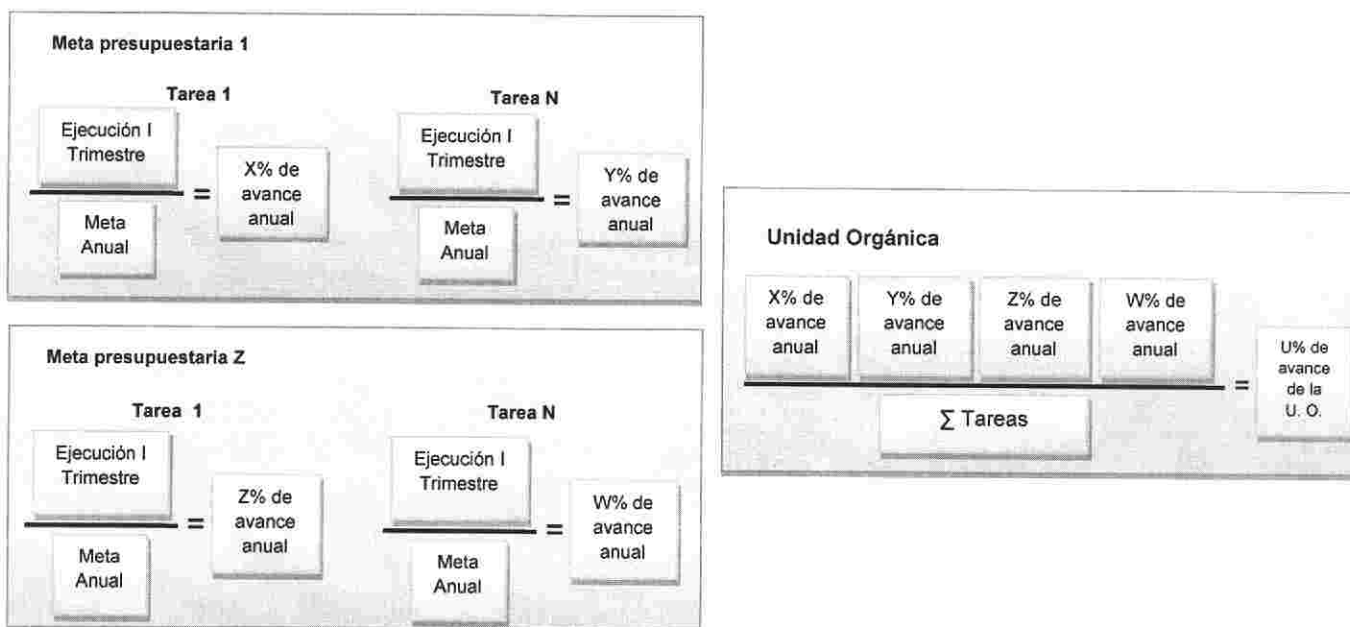 Meta presupuestaria 1
Tarea 1
Ejecución I
Trimestre
Meta
Anual
=
X% de
avance
anual
Tarea N
Ejecución I
Trimestre
Meta
Anual
=
Y% de
avance
anual
Meta presupuestaria Z
Tarea 1
Ejecución I
Trimestre
Meta
Anual
=
Z% de
avance
anual
Tarea N
Ejecución I
Trimestre
Meta
Anual
=
W% de
avance
anual
Unidad Orgánica
X% de
avance
anual
Y% de
avance
anual
Z% de
avance
anual
W% de
avance
anual
∑ Tareas
=
U% de
avance
de la
U. O.